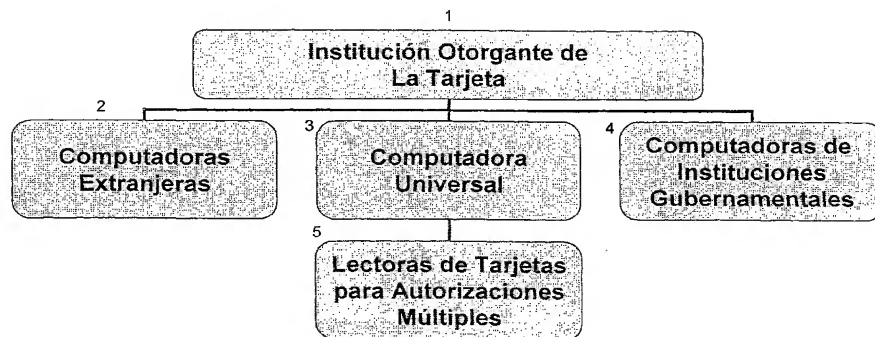 1
Institución Otorgante de
La Tarjeta
2
Computadoras
Extranjeras
3
Computadora
Universal
4
Computadoras de
Instituciones
Gubernamentales
5
Lectoras de Tarjetas
para Autorizaciones
Múltiples